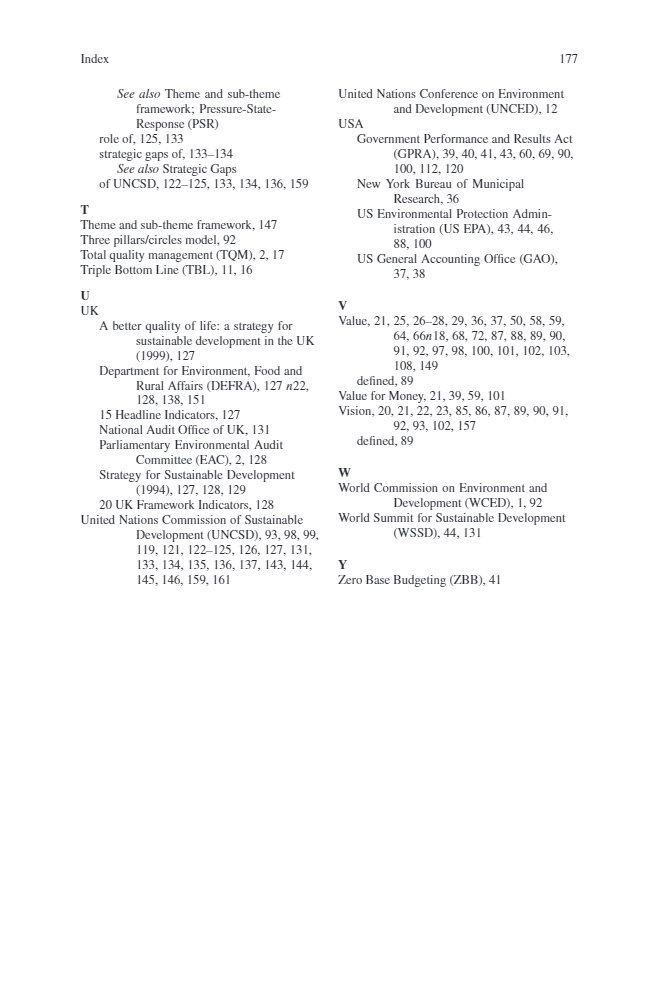 Index 177
See also Theme and sub-theme
framework; Pressure-State-
Response (PSR)
role of, 125, 133
strategic gaps of, 133–134
See also Strategic Gaps
of UNCSD, 122–125, 133, 134, 136, 159
T
Theme and sub-theme framework, 147
Three pillars/circles model, 92
Total quality management (TQM), 2, 17
Triple Bottom Line (TBL), 11, 16
U
UK
A better quality of life: a strategy for
sustainable development in the UK
(1999), 127
Department for Environment, Food and
Rural Affairs (DEFRA), 127 n22,
128, 138, 151
15 Headline Indicators, 127
National Audit Office of UK, 131
Parliamentary Environmental Audit
Committee (EAC), 2, 128
Strategy for Sustainable Development
(1994), 127, 128, 129
20 UK Framework Indicators, 128
United Nations Commission of Sustainable
Development (UNCSD), 93, 98, 99,
119, 121, 122–125, 126, 127, 131,
133, 134, 135, 136, 137, 143, 144,
145, 146, 159, 161
United Nations Conference on Environment
and Development (UNCED), 12
USA
Government Performance and Results Act
(GPRA), 39, 40, 41, 43, 60, 69, 90,
100, 112, 120
New York Bureau of Municipal
Research, 36
US Environmental Protection Admin-
istration (US EPA), 43, 44, 46,
88, 100
US General Accounting Office (GAO),
37, 38
V
Value, 21, 25, 26–28, 29, 36, 37, 50, 58, 59,
64, 66n18, 68, 72, 87, 88, 89, 90,
91, 92, 97, 98, 100, 101, 102, 103,
108, 149
defined, 89
Value for Money, 21, 39, 59, 101
Vision, 20, 21, 22, 23, 85, 86, 87, 89, 90, 91,
92, 93, 102, 157
defined, 89
W
World Commission on Environment and
Development (WCED), 1, 92
World Summit for Sustainable Development
(WSSD), 44, 131
Y
Zero Base Budgeting (ZBB), 41